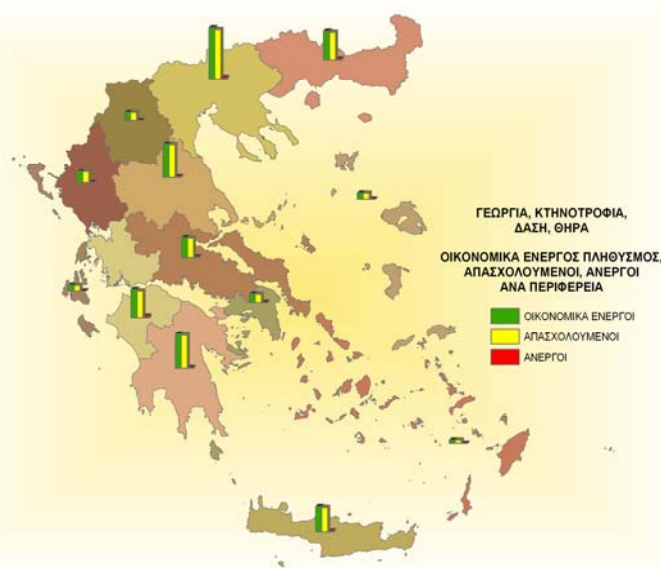 ΓΕΩΡΓΙΑ, ΚΤΗΝΟΤΡΟΦΙΑ,
ΔΑΣΗ, ΘΗΡΑ
ΟΙΚΟΝΟΜΙΚΑ ΕΝΕΡΓΟΣ ΠΛΗΘΥΣΜΟΣ,
ΑΠΑΣΧΟΛΟΥΜΕΝΟΙ, ΑΝΕΡΓΟΙ
ΑΝΑ ΠΕΡΙΦΕΡΕΙΑ
ΟΙΚΟΝΟΜΙΚΑ ΕΝΕΡΓΟΙ
ΑΠΑΣΧΟΛΟΥΜΕΝΟΙ
ΑΝΕΡΓΟΙ